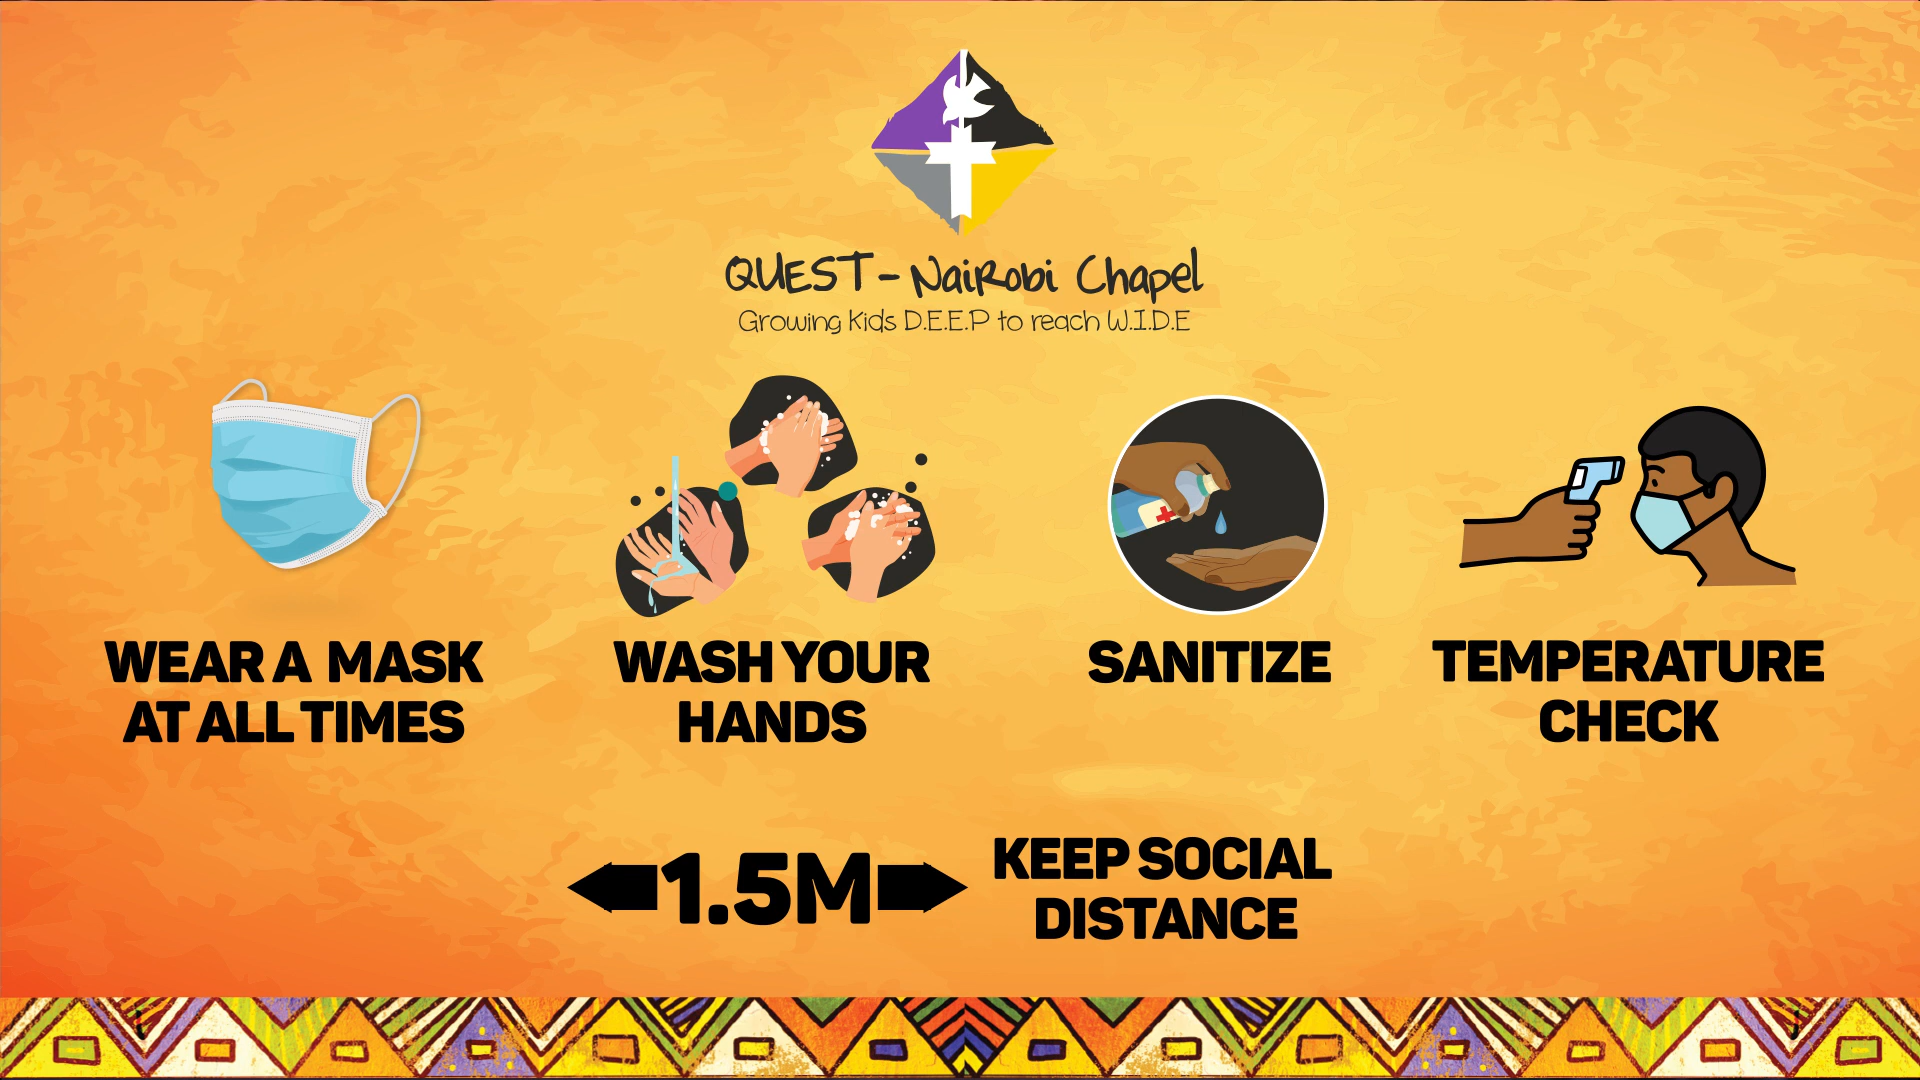 QUEST - NaiRobi Chapel
Growing Kids D.E.E.P to reach W.I.D.E
WEAR A MASK
AT ALL TIMES
WASH YOUR
HANDS
SANITIZE
TEMPERATURE
CHECK
1.5M
KEEP SOCIAL
DISTANCE